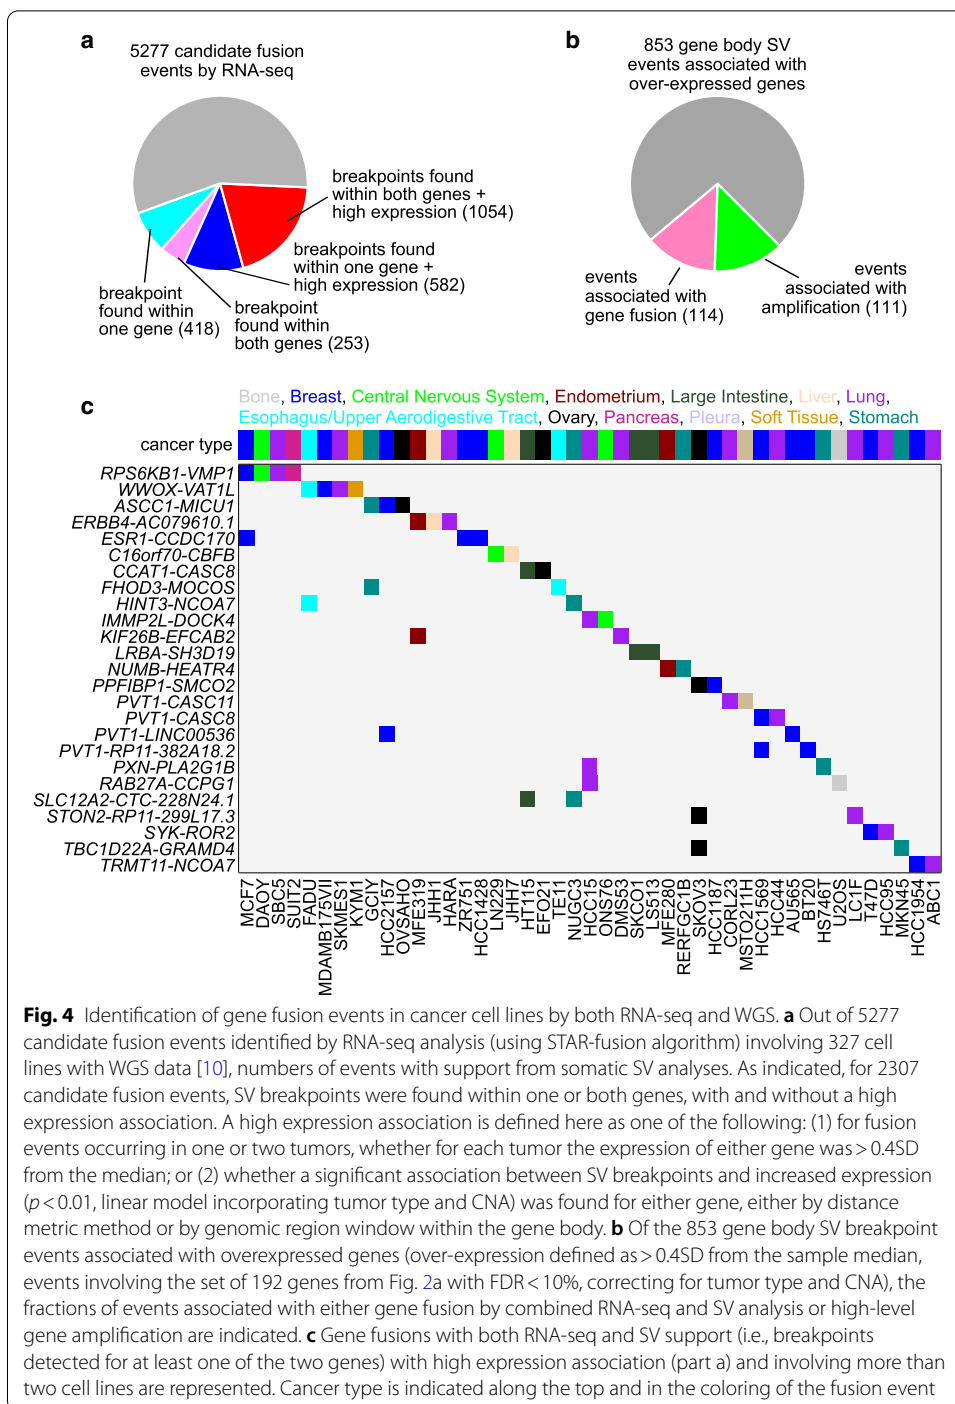 a
5277 candidate fusion
events by RNA-seq
breakpoints found
within both genes +
high expression (1054)
breakpoints found
within one gene +
high expression (582)
breakpoint
found within
one gene (418)
breakpoint
found within
both genes (253)
b
853 gene body SV
events associated with
over-expressed genes
events
associated with
gene fusion (114)
events
associated with
amplification (111)
c
Bone, Breast, Central Nervous System, Endometrium, Large Intestine, Liver, Lung,
Esophagus/Upper Aerodigestive Tract, Ovary, Pancreas, Pleura, Soft Tissue, Stomach
cancer type
RPS6KB1-VMP1
WWOX-VAT1L
ASCC1-MICU1
ERBB4-AC079610.1
ESR1-CCDC170
C16orf70-CBFB
CCAT1-CASC8
FHOD3-MOCOS
HINT3-NCOA7
IMMP2L-DOCK4
KIF26B-EFCAB2
LRBA-SH3D19
NUMB-HEATR4
PPFIBP1-SMCO2
PVT1-CASC11
PVT1-CASC8
PVT1-LINC00536
PVT1-RP11-382A18.2
PXN-PLA2G1B
RAB27A-CCPG1
SLC12A2-CTC-228N24.1
STON2-RP11-299L17.3
SYK-ROR2
TBC1D22A-GRAMD4
TRMT11-NCOA7
MCF7
DAOY
SBC5
SUIT2
FADU
MDAMB175VII
SKMES1
KYM1
GCIY
HCC2157
OVSAHO
MFE319
JHH1
HARA
ZR751
HCC1428
LN229
JHH7
HT115
EFO21
TE11
NUGC3
HCC15
ONS76
DMS53
SKCO1
LS513
MFE280
RERFGC1B
SKOV3
HCC1187
CORL23
MSTO211H
HCC1569
HCC44
AU565
BT20
HS746T
U2OS
LC1F
T47D
HCC95
MKN45
HCC1954
ABC1
Fig. 4 Identification of gene fusion events in cancer cell lines by both RNA-seq and WGS. a Out of 5277
candidate fusion events identified by RNA-seq analysis (using STAR-fusion algorithm) involving 327 cell
lines with WGS data [10], numbers of events with support from somatic SV analyses. As indicated, for 2307
candidate fusion events, SV breakpoints were found within one or both genes, with and without a high
expression association. A high expression association is defined here as one of the following: (1) for fusion
events occurring in one or two tumors, whether for each tumor the expression of either gene was > 0.4SD
from the median; or (2) whether a significant association between SV breakpoints and increased expression
(p < 0.01, linear model incorporating tumor type and CNA) was found for either gene, either by distance
metric method or by genomic region window within the gene body. b Of the 853 gene body SV breakpoint
events associated with overexpressed genes (over-expression defined as > 0.4SD from the sample median,
events involving the set of 192 genes from Fig. 2a with FDR < 10%, correcting for tumor type and CNA), the
fractions of events associated with either gene fusion by combined RNA-seq and SV analysis or high-level
gene amplification are indicated. c Gene fusions with both RNA-seq and SV support (i.e., breakpoints
detected for at least one of the two genes) with high expression association (part a) and involving more than
two cell lines are represented. Cancer type is indicated along the top and in the coloring of the fusion event